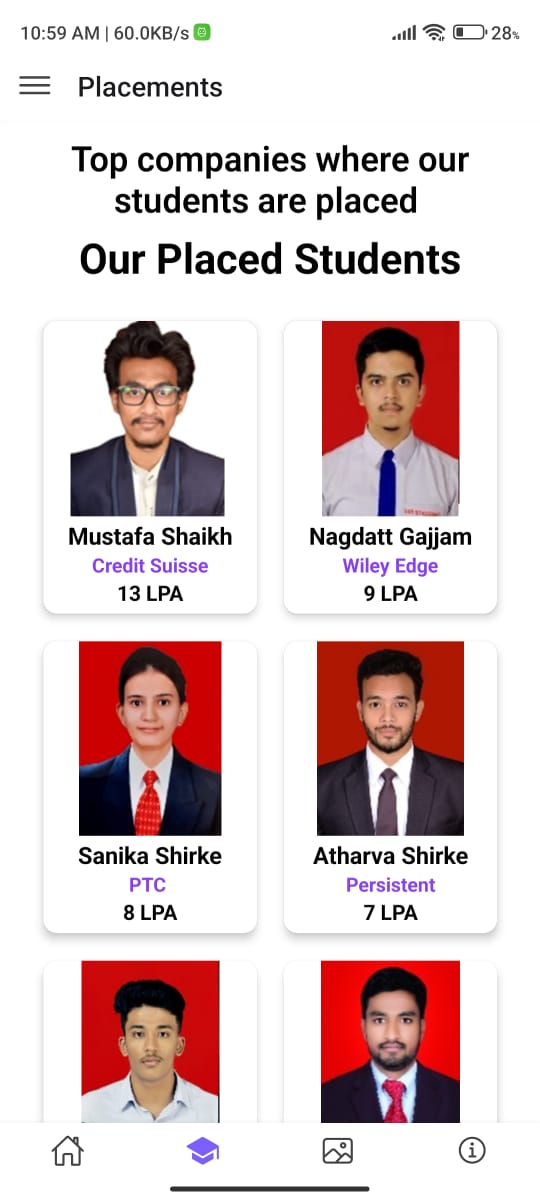 10:59 AM | 60.0KB/s
28%
Placements
Top companies where our
students are placed
Our Placed Students
Mustafa Shaikh
Credit Suisse
13 LPA
Nagdatt Gajjam
Wiley Edge
9 LPA
Sanika Shirke
PTC
8 LPA
Atharva Shirke
Persistent
7 LPA